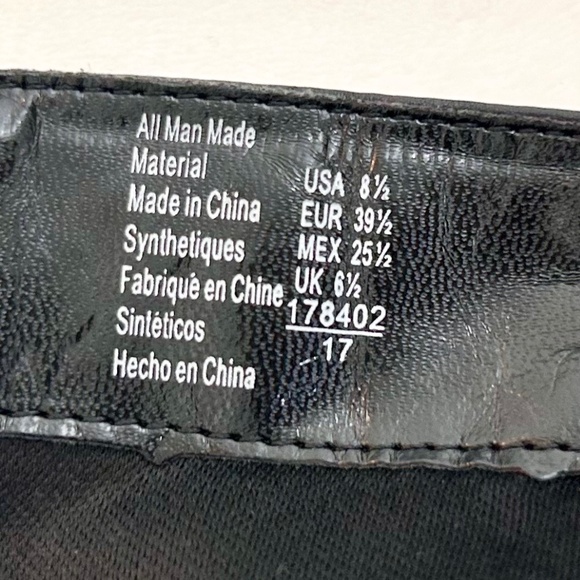 All Man Made
Material
Made in China
Synthetiques
Fabriqué en Chine
Sintéticos
Hecho en China
USA 8½
EUR 39½
MEX 25½
UK 6½
178402
17